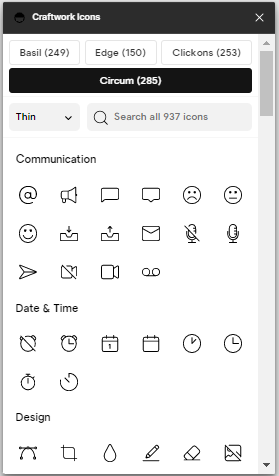 Craftwork Icons
Basil (249) Edge (150) Clickons (253)
Circum (285)
Thin Search all 937 icons
Communication
Date & Time
1
Design